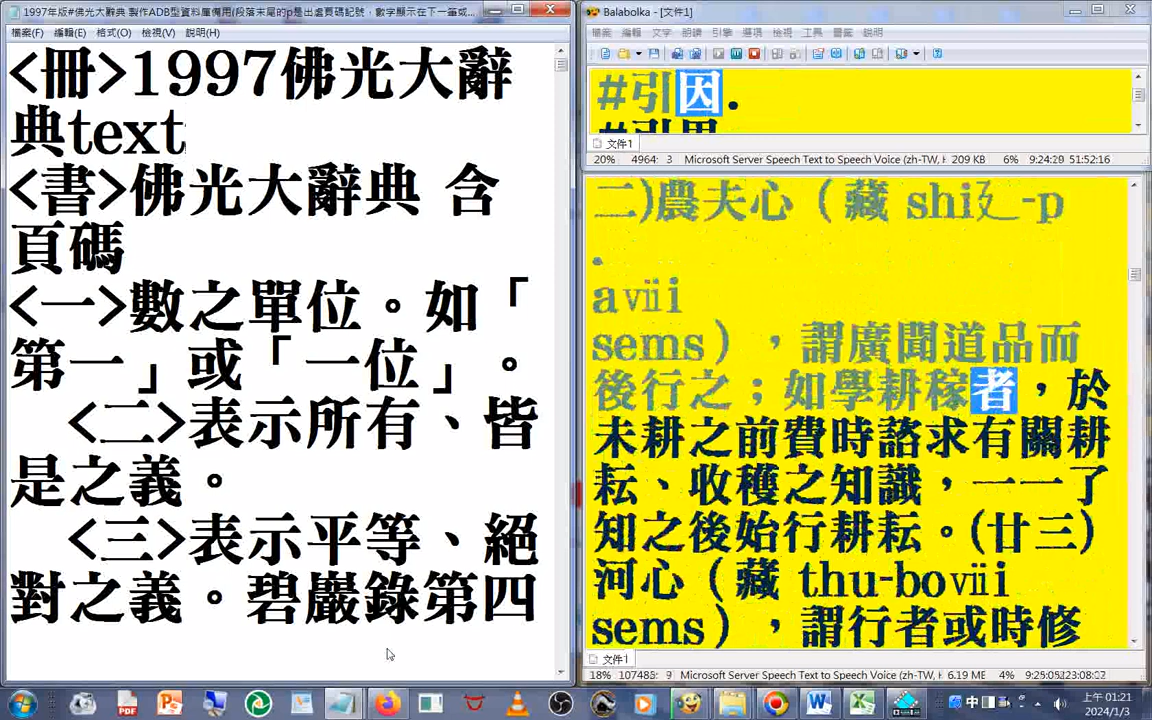 1997年版#佛光大辭典 製作ADB型資料庫備用(段落末尾的p是出處頁碼記號，數字顯示在下一筆或...
檔案(F) 編輯(E) 格式(O) 檢視(V) 說明(H)
<冊>1997佛光大辭
典text
<書>佛光大辭典 含
頁碼
<一>數之單位。如「
第一」或「一位」。
<二>表示所有、皆
是之義。
<三>表示平等、絕
對之義。碧巖錄第四
Balabolka - [文件1]
檔案 編輯 文字 朗讀 引擎 選項 檢視 工具 書籤 說明
#引因.
文件1
20% 4964: 3 Microsoft Server Speech Text to Speech Voice (zh-TW, H 209 KB 6% 9:24:20 51:52:16
二)農夫心（藏 shi廴-p
.
aⅶi
sems），謂廣聞道品而
後行之；如學耕稼者，於
未耕之前費時諮求有關耕
耘、收穫之知識，一一了
知之後始行耕耘。(廿三)
河心（藏 thu-boⅶi
sems），謂行者或時修
文件1
Microsoft Server Speech Text to Speech Voice (zh-TW, H 6.19 MB 4%
中
上午 01:21
2024/1/3